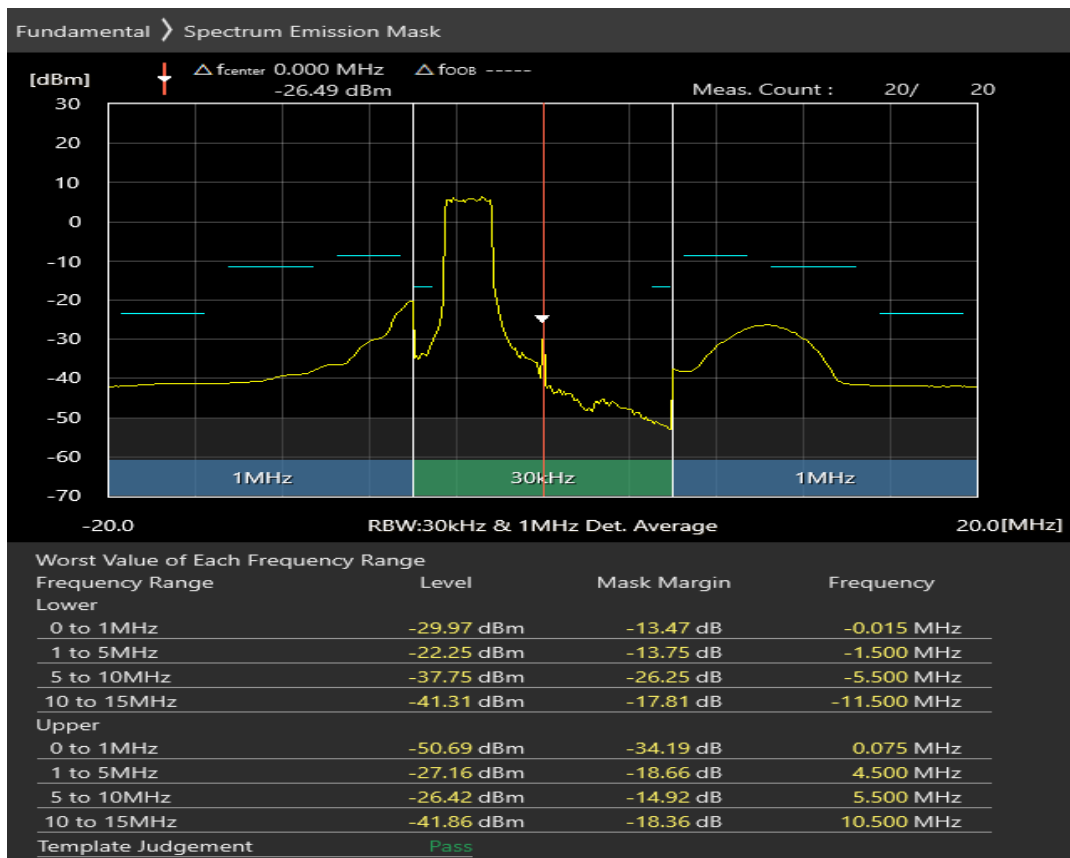 Fundamental ❯ Spectrum Emission Mask
[dBm] △ fcenter 0.000 MHz △ fOOB -----
-26.49 dBm Meas. Count : 20/ 20
30
20
10
0
-10
-20
-30
-40
-50
-60
-70
1MHz 30kHz 1MHz
-20.0 RBW:30kHz & 1MHz Det. Average 20.0[MHz]
Worst Value of Each Frequency Range
Frequency Range Level Mask Margin Frequency
Lower
0 to 1MHz -29.97 dBm -13.47 dB -0.015 MHz
1 to 5MHz -22.25 dBm -13.75 dB -1.500 MHz
5 to 10MHz -37.75 dBm -26.25 dB -5.500 MHz
10 to 15MHz -41.31 dBm -17.81 dB -11.500 MHz
Upper
0 to 1MHz -50.69 dBm -34.19 dB 0.075 MHz
1 to 5MHz -27.16 dBm -18.66 dB 4.500 MHz
5 to 10MHz -26.42 dBm -14.92 dB 5.500 MHz
10 to 15MHz -41.86 dBm -18.36 dB 10.500 MHz
Template Judgement Pass